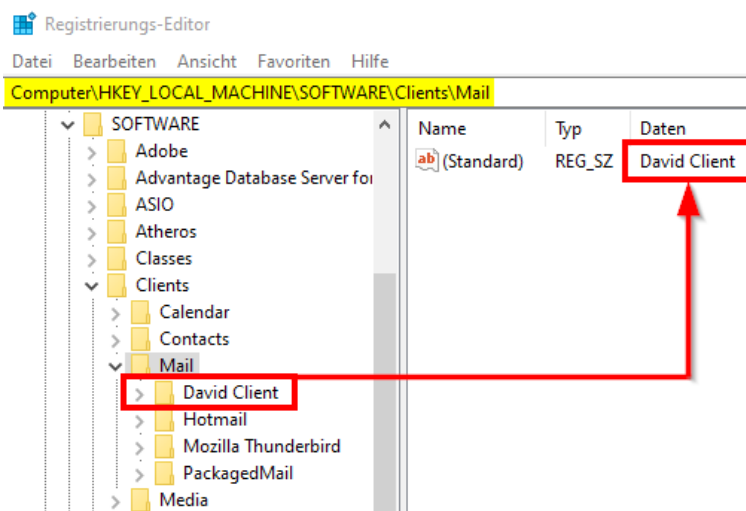 Registrierungs-Editor
Datei Bearbeiten Ansicht Favoriten Hilfe
Computer\HKEY_LOCAL_MACHINE\SOFTWARE\Clients\Mail
SOFTWARE
Adobe
Advantage Database Server for
ASIO
Atheros
Classes
Clients
Calendar
Contacts
Mail
David Client
Hotmail
Mozilla Thunderbird
PackagedMail
Media
Name Typ Daten
ab (Standard) REG_SZ David Client